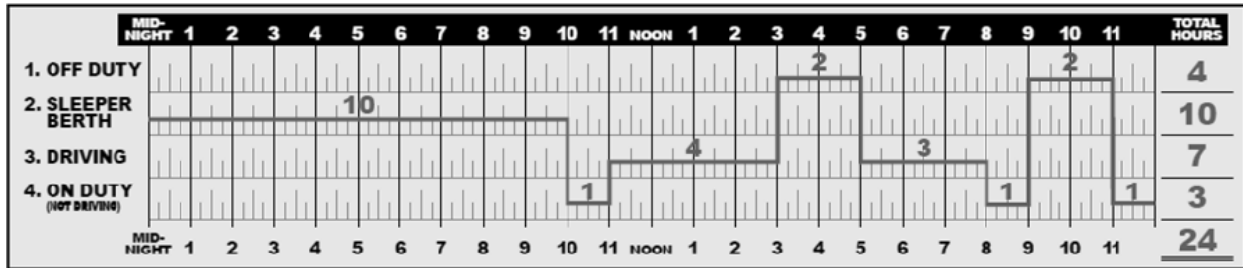 MID-NIGHT 1 2 3 4 5 6 7 8 9 10 11 NOON 1 2 3 4 5 6 7 8 9 10 11 TOTAL HOURS
1. OFF DUTY 2 2 4
2. SLEEPER BERTH 10 10
3. DRIVING 4 3 7
4. ON DUTY (NOT DRIVING) 1 1 1 3
MID-NIGHT 1 2 3 4 5 6 7 8 9 10 11 NOON 1 2 3 4 5 6 7 8 9 10 11 24